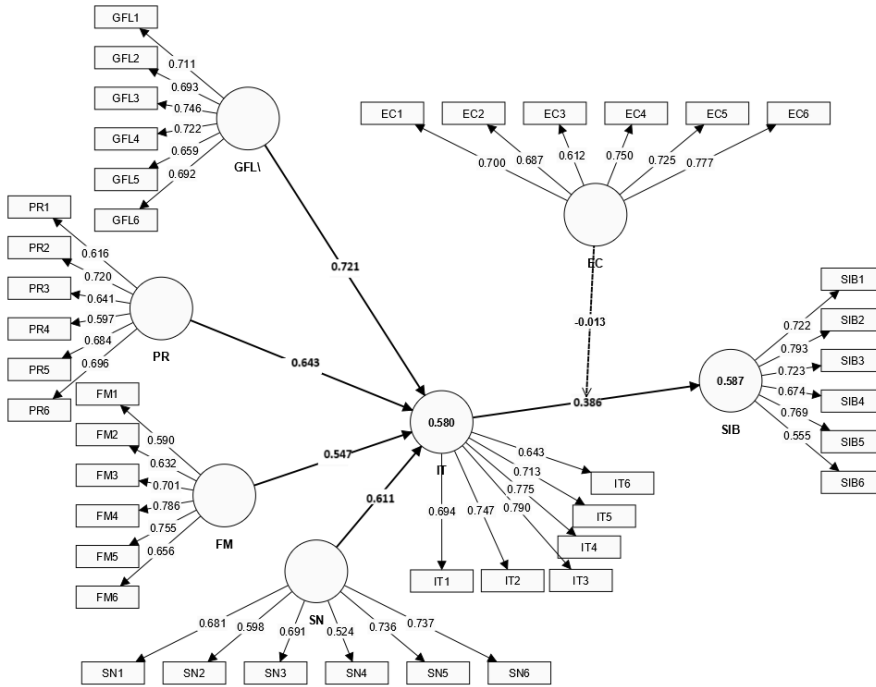 GFL1
GFL2
GFL3
GFL4
GFL5
GFL6
0.711
0.693
0.746
0.722
0.659
0.692
GFL\
EC1
EC2
EC3
EC4
EC5
EC6
0.700
0.687
0.612
0.750
0.725
0.777
EC
PR1
PR2
PR3
PR4
PR5
PR6
0.616
0.720
0.641
0.597
0.684
0.696
PR
0.721
0.643
0.547
0.611
-0.013
0.386
FM1
FM2
FM3
FM4
FM5
FM6
0.590
0.632
0.701
0.786
0.755
0.656
FM
0.580
IT
0.694
0.747
0.790
0.775
0.713
0.643
IT1
IT2
IT3
IT4
IT5
IT6
0.587
SIB
0.722
0.793
0.723
0.674
0.769
0.555
SIB1
SIB2
SIB3
SIB4
SIB5
SIB6
SN
0.681
0.598
0.691
0.524
0.736
0.737
SN1
SN2
SN3
SN4
SN5
SN6